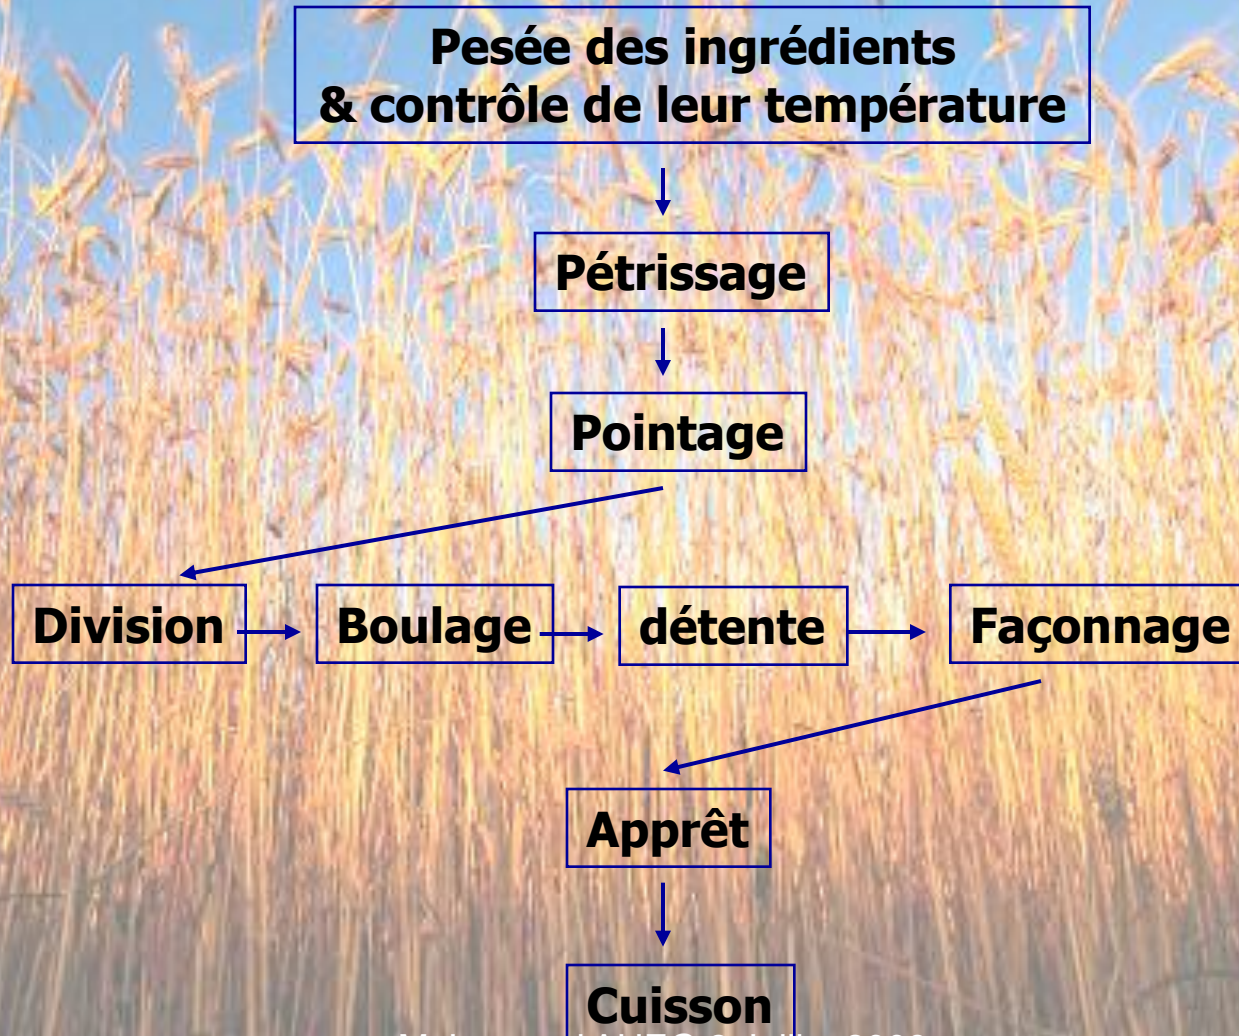 Pesée des ingrédients
& contrôle de leur température
Pétrissage
Pointage
Division
Boulage
détente
Façonnage
Apprêt
Cuisson